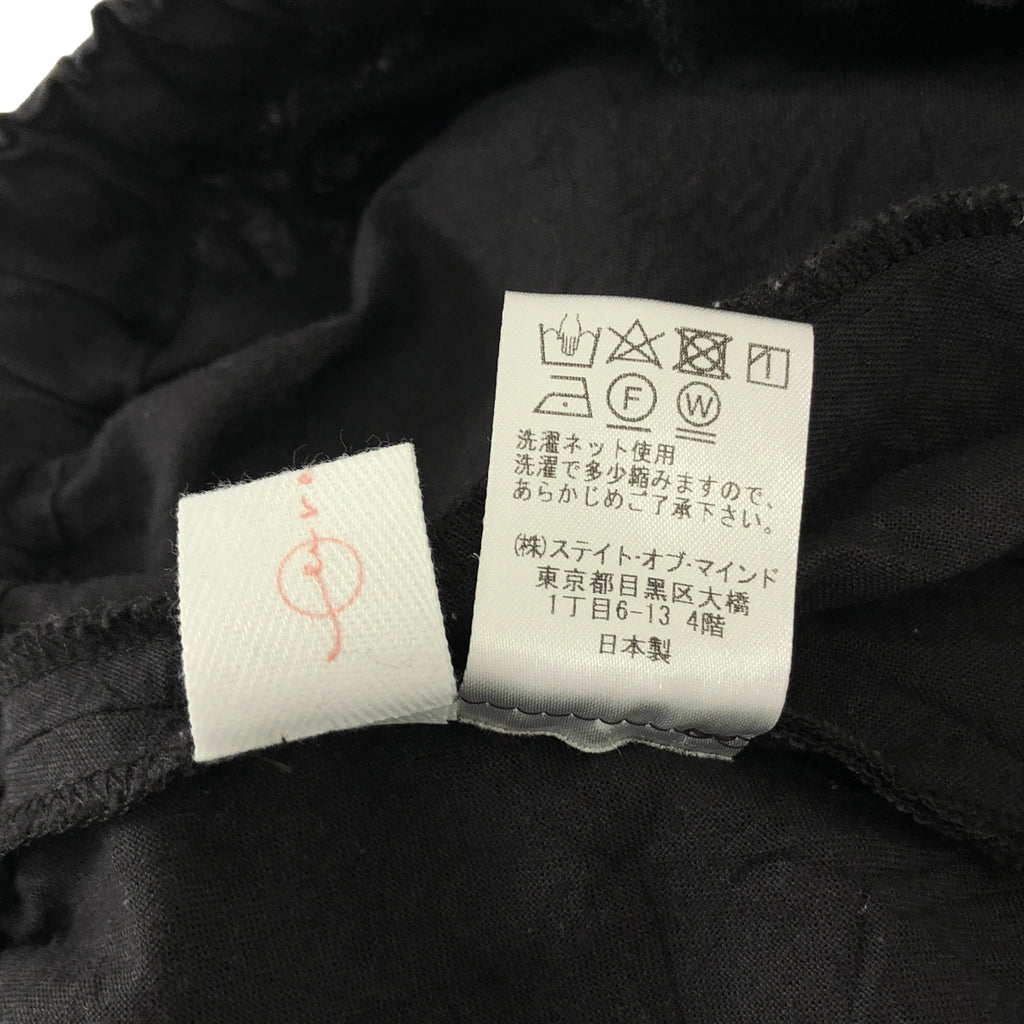 F W
洗濯ネット使用
洗濯で多少縮みますので、
あらかじめご了承下さい。
(株)ステイト・オブ・マインド
東京都目黒区大橋
1丁目6-13 4階
日本製